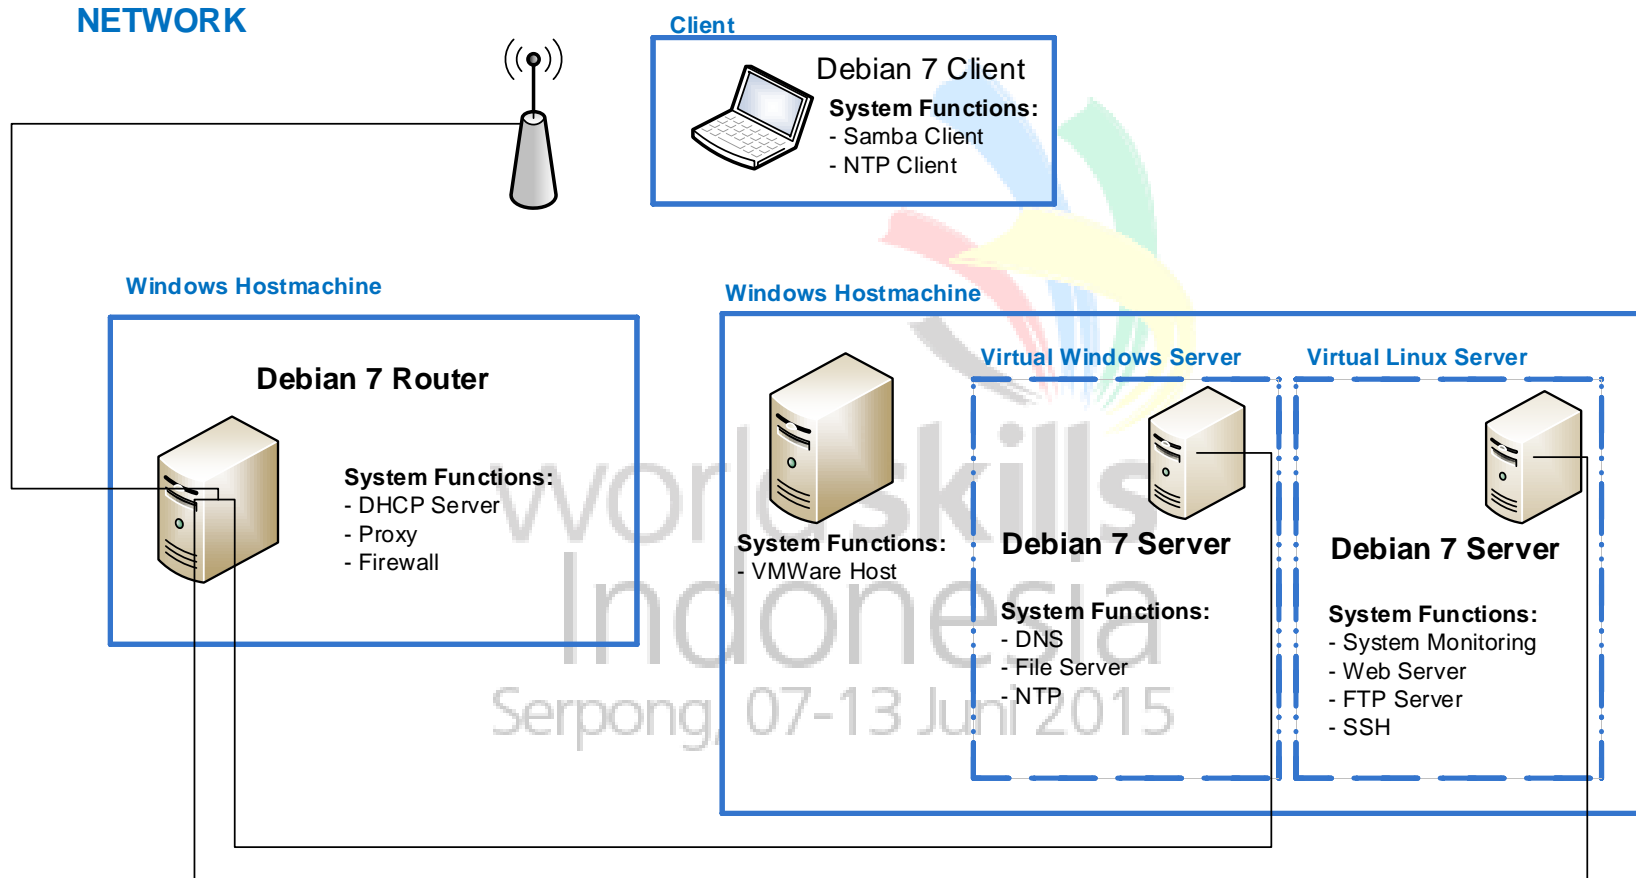 NETWORK
Client
Debian 7 Client
System Functions:
- Samba Client
- NTP Client
Windows Hostmachine
Debian 7 Router
System Functions:
- DHCP Server
- Proxy
- Firewall
Windows Hostmachine
System Functions:
- VMWare Host
Virtual Windows Server
Debian 7 Server
System Functions:
- DNS
- File Server
- NTP
Virtual Linux Server
Debian 7 Server
System Functions:
- System Monitoring
- Web Server
- FTP Server
- SSH
worldskills
Indonesia
Serpong, 07-13 Juni 2015